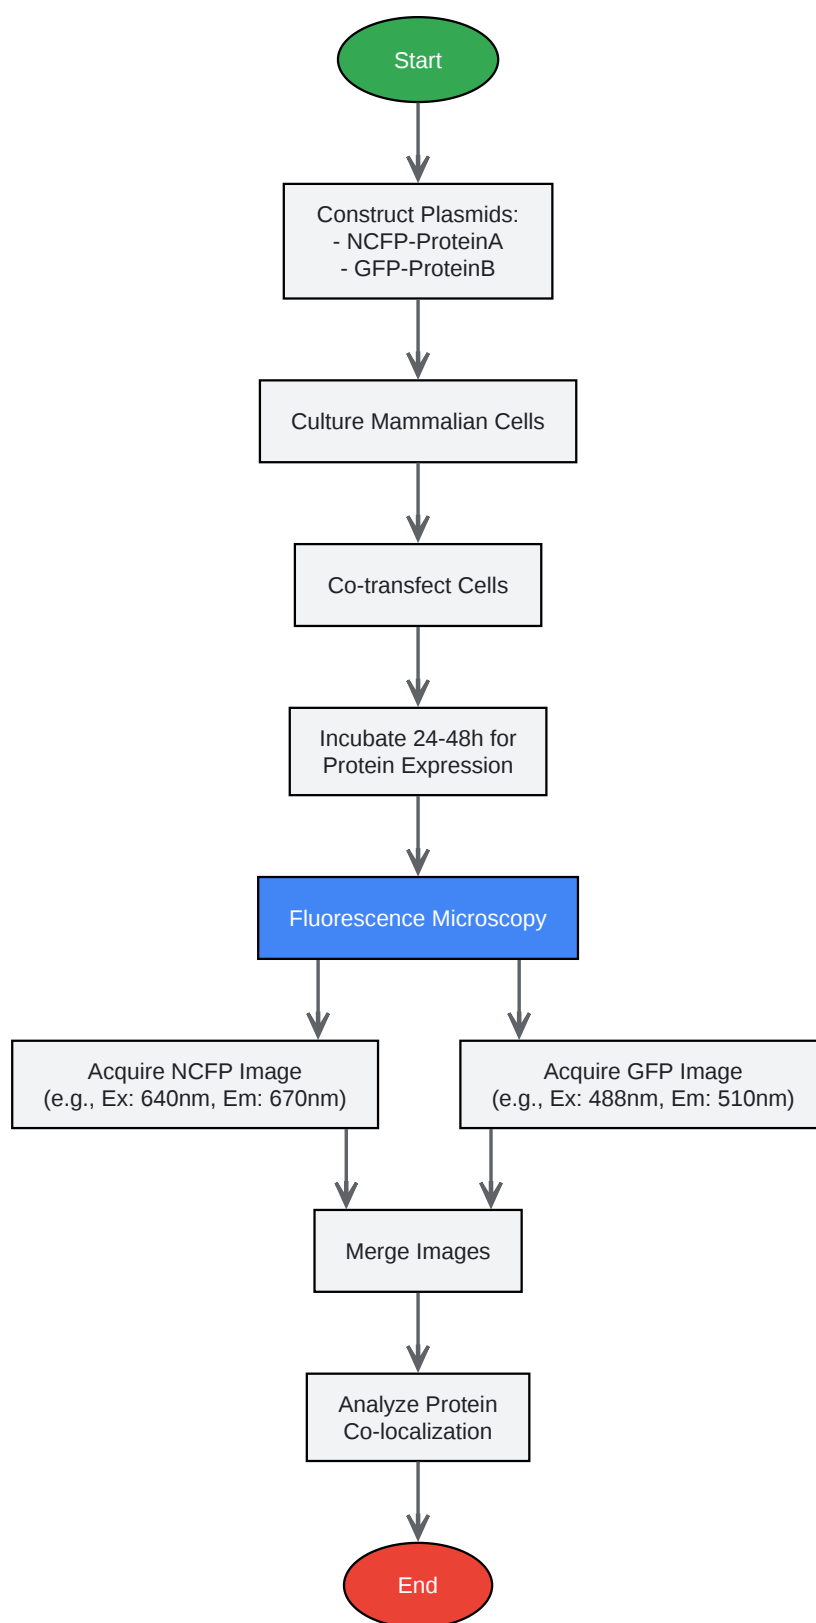 Start
Construct Plasmids:
- NCFP-ProteinA
- GFP-ProteinB
Culture Mammalian Cells
Co-transfect Cells
Incubate 24-48h for
Protein Expression
Fluorescence Microscopy
Acquire NCFP Image
(e.g., Ex: 640nm, Em: 670nm)
Acquire GFP Image
(e.g., Ex: 488nm, Em: 510nm)
Merge Images
Analyze Protein
Co-localization
End